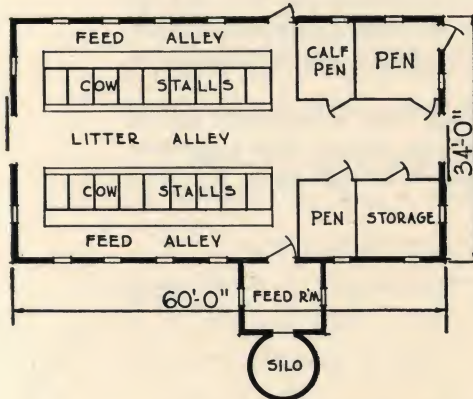 FEED ALLEY
CALF PEN
PEN
COW STALLS
LITTER ALLEY
34'-0"
COW STALLS
PEN
STORAGE
FEED ALLEY
60'-0"
FEED R'M
SILO